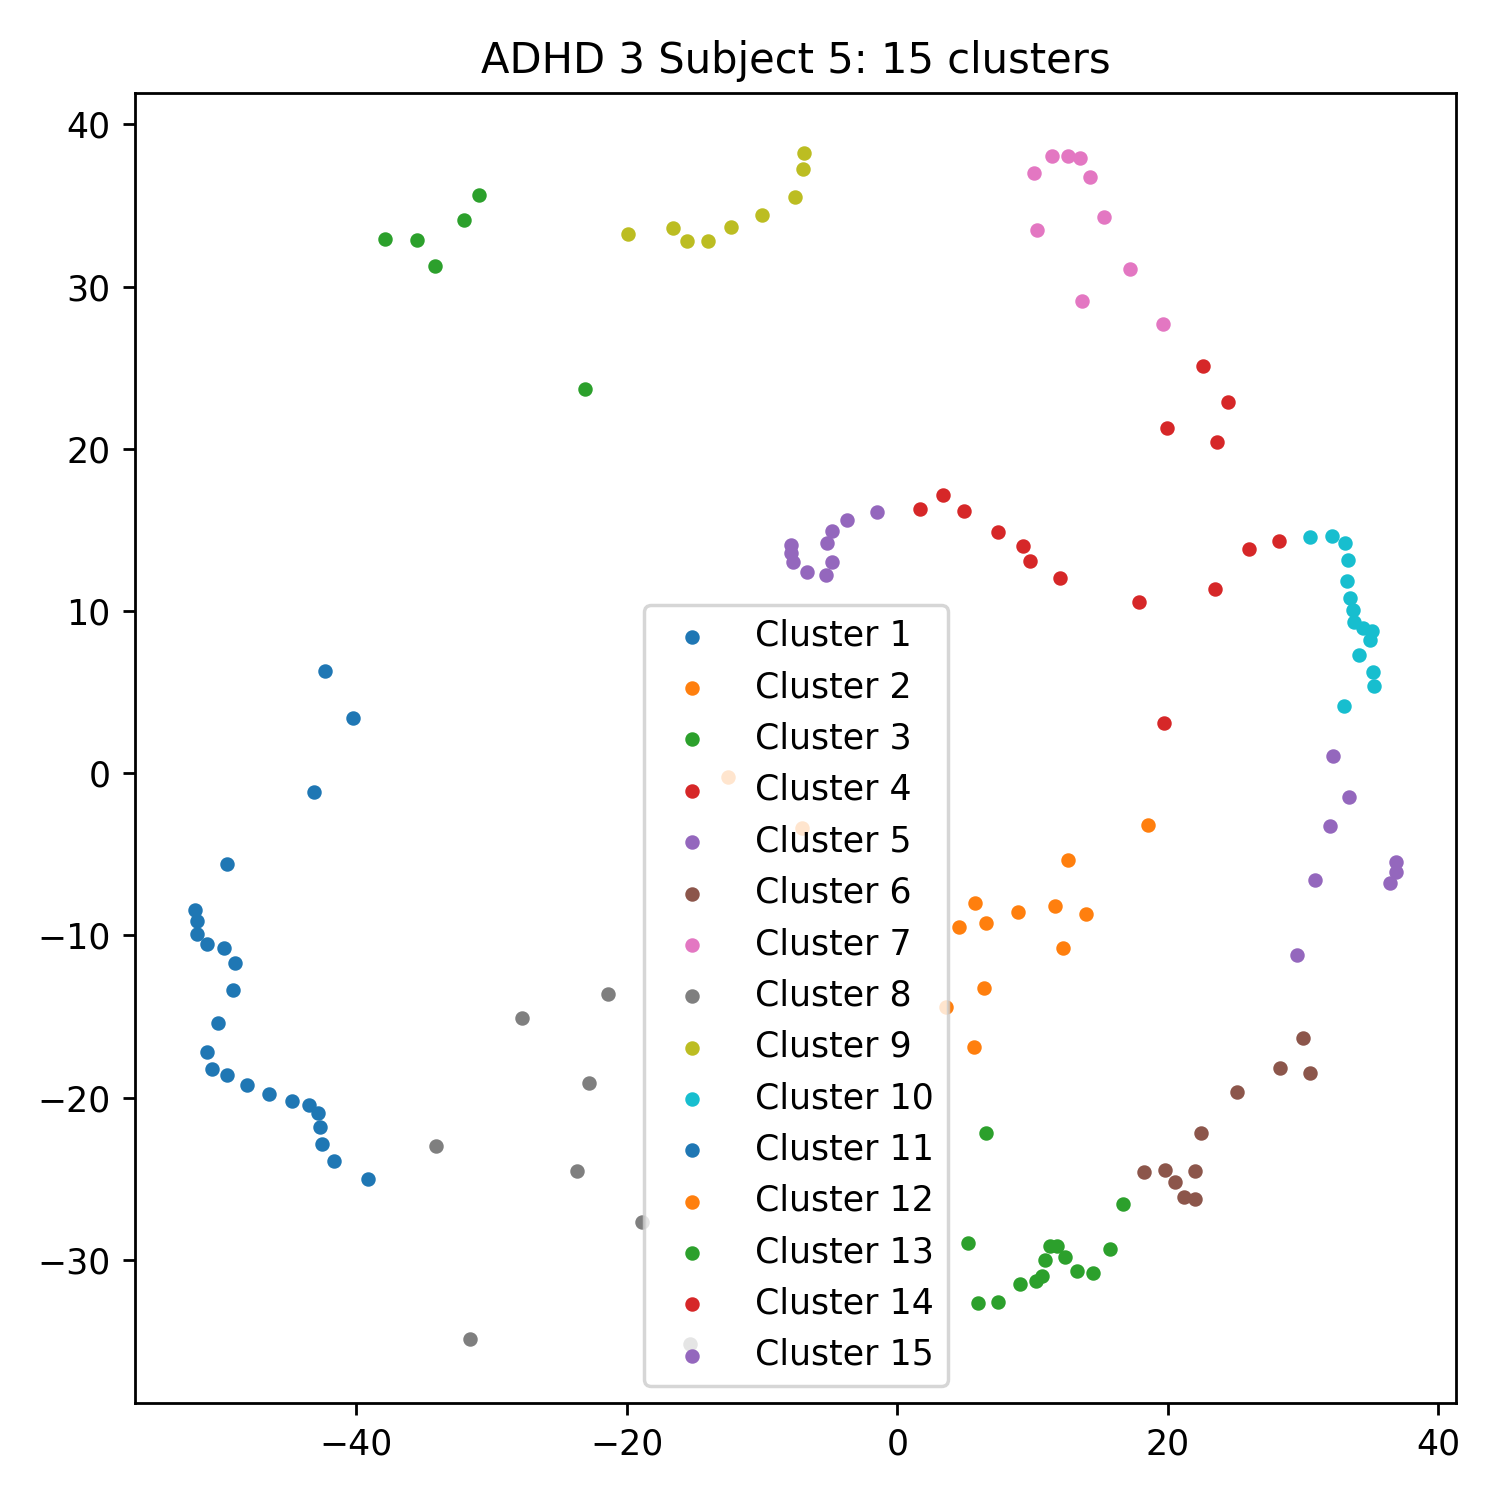 ADHD 3 Subject 5: 15 clusters
40
30
20
10
0
−10
−20
−30
Cluster 1
Cluster 2
Cluster 3
Cluster 4
Cluster 5
Cluster 6
Cluster 7
Cluster 8
Cluster 9
Cluster 10
Cluster 11
Cluster 12
Cluster 13
Cluster 14
Cluster 15
−40 −20 0 20 40